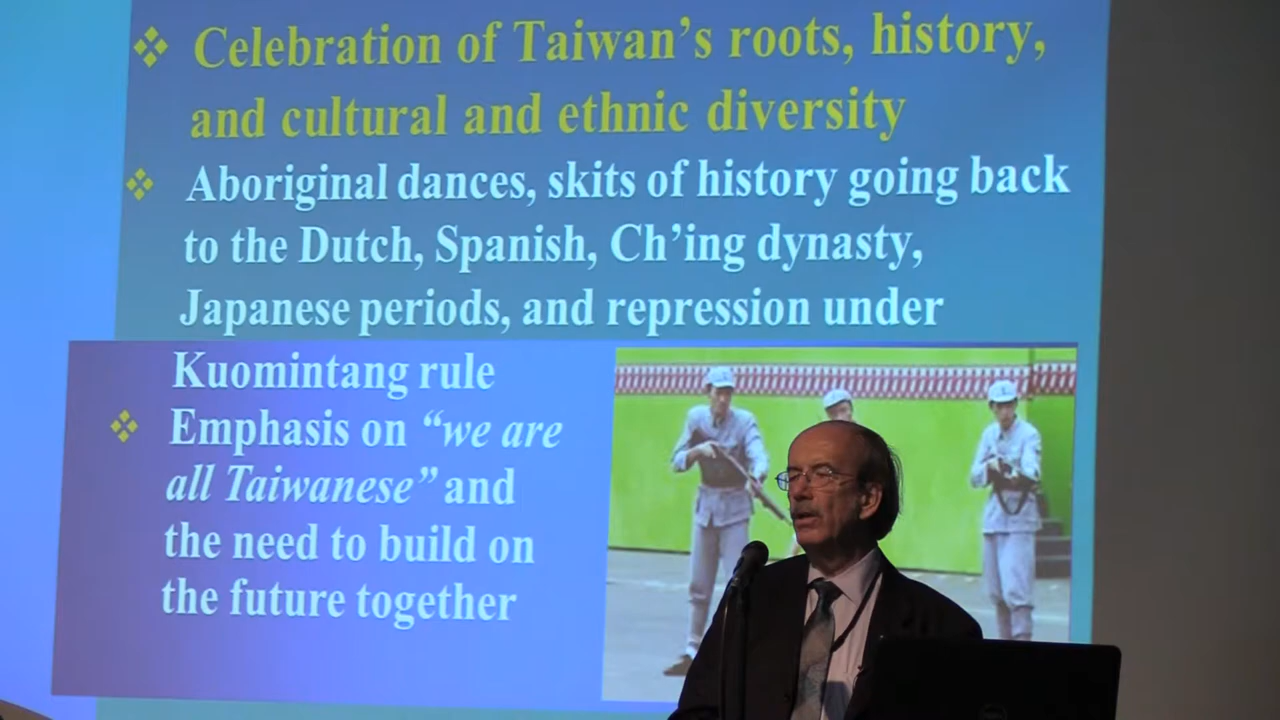 Celebration of Taiwan's roots, history,
and cultural and ethnic diversity
Aboriginal dances, skits of history going back
to the Dutch, Spanish, Ch'ing dynasty,
Japanese periods, and repression under
Kuomintang rule
Emphasis on “we are
all Taiwanese” and
the need to build on
the future together